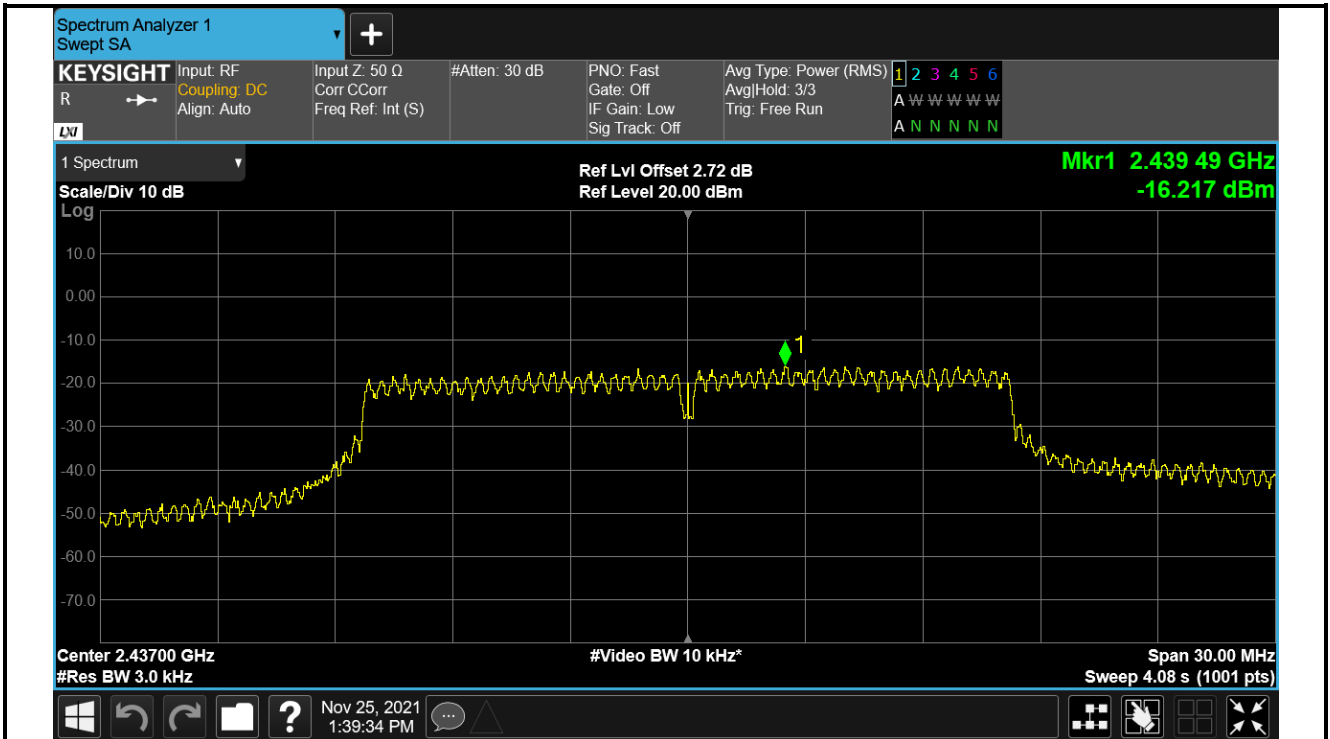 Spectrum Analyzer 1
Swept SA
KEYSIGHT
R
LXI
Input: RF
Coupling: DC
Align: Auto
Input Z: 50 Ω
Corr CCorr
Freq Ref: Int (S)
#Atten: 30 dB
PNO: Fast
Gate: Off
IF Gain: Low
Sig Track: Off
Avg Type: Power (RMS)
Avg|Hold: 3/3
Trig: Free Run
1 2 3 4 5 6
A W W W W W
A N N N N N
1 Spectrum
Scale/Div 10 dB
Ref Lvl Offset 2.72 dB
Ref Level 20.00 dBm
Mkr1 2.439 49 GHz
-16.217 dBm
Log
10.0
0.00
-10.0
-20.0
-30.0
-40.0
-50.0
-60.0
-70.0
1
Center 2.43700 GHz
#Res BW 3.0 kHz
#Video BW 10 kHz*
Span 30.00 MHz
Sweep 4.08 s (1001 pts)
?
Nov 25, 2021
1:39:34 PM